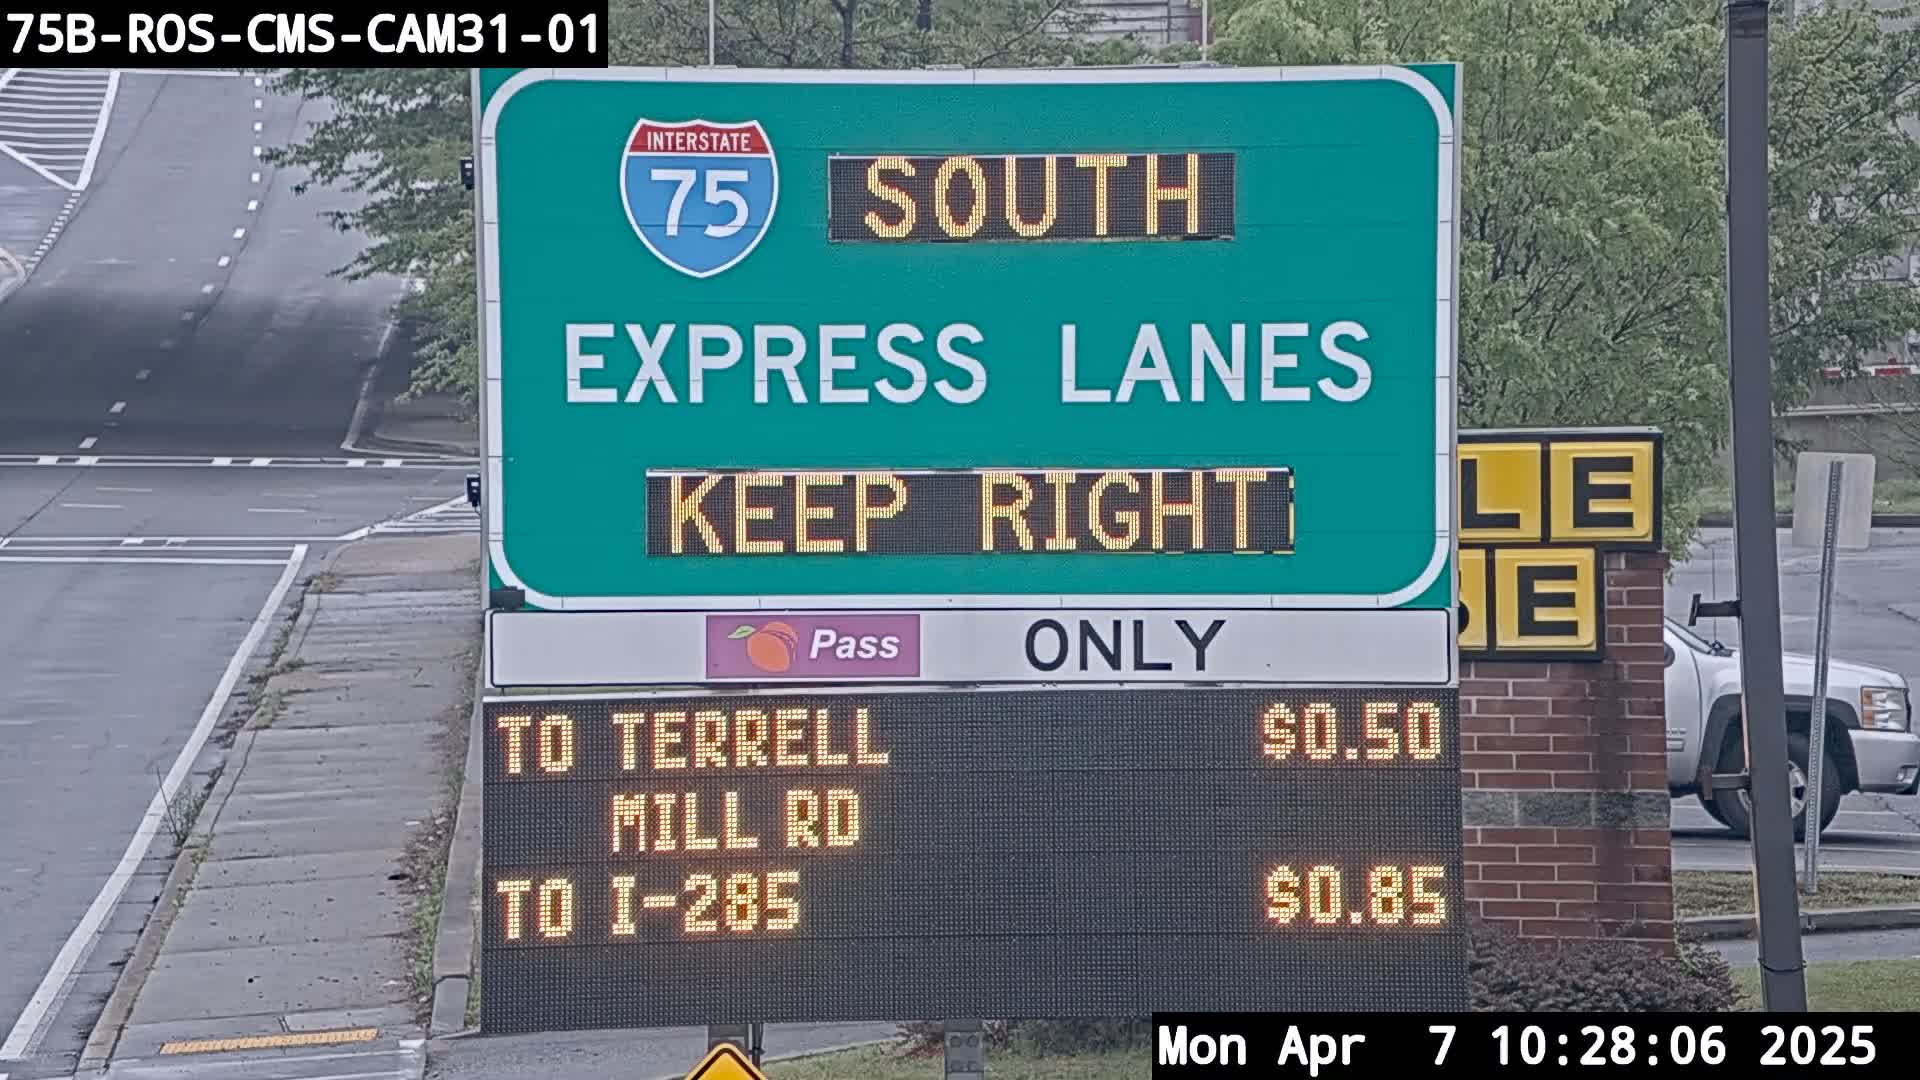 75B-ROS-CMS-CAM31-01
INTERSTATE
75
SOUTH
EXPRESS LANES
KEEP RIGHT
Pass ONLY
TO TERRELL $0.50
MILL RD
TO I-285 $0.85
LE
E
Mon Apr 7 10:28:06 2025